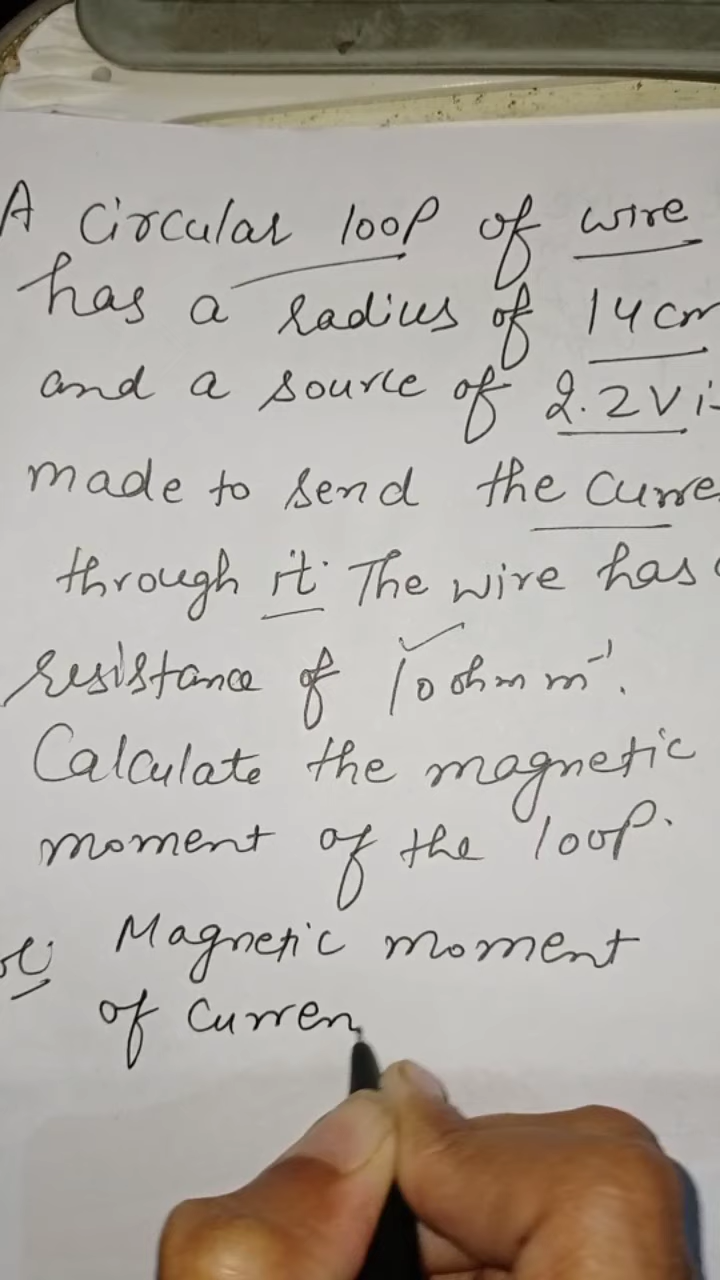 A circular loop of wire
has a radius of 14 cm
and a source of 2.2V i
made to send the curre
through it. The wire has
resistance of 10 ohm m⁻¹.
Calculate the magnetic
moment of the loop.
Magnetic moment
of curren